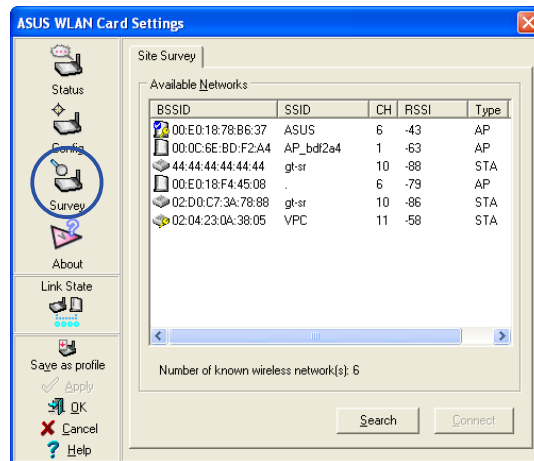 ASUS WLAN Card Settings
Status
Config
Survey
About
Link State
Save as profile
Apply
OK
Cancel
Help
Site Survey
Available Networks
BSSID SSID CH RSSI Type
00:E0:18:78:B6:37 ASUS 6 -43 AP
00:0C:6E:BD:F2:A4 AP_bdf2a4 1 -63 AP
44:44:44:44:44:44 gt-sr 10 -88 STA
00:E0:18:F4:45:08 . 6 -79 AP
02:D0:C7:3A:78:88 gt-sr 10 -86 STA
02:04:23:0A:38:05 VPC 11 -58 STA
Number of known wireless network(s): 6
Search Connect